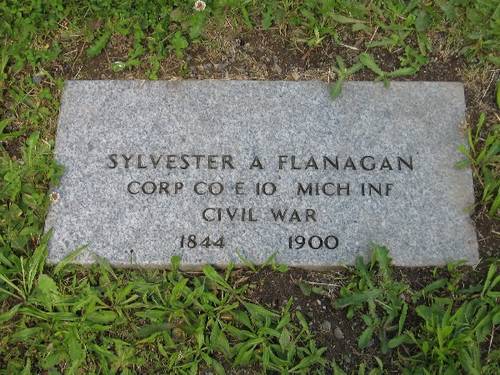 SYLVESTER A FLANAGAN
CORP CO E 10 MICH INF
CIVIL WAR
1844 1900